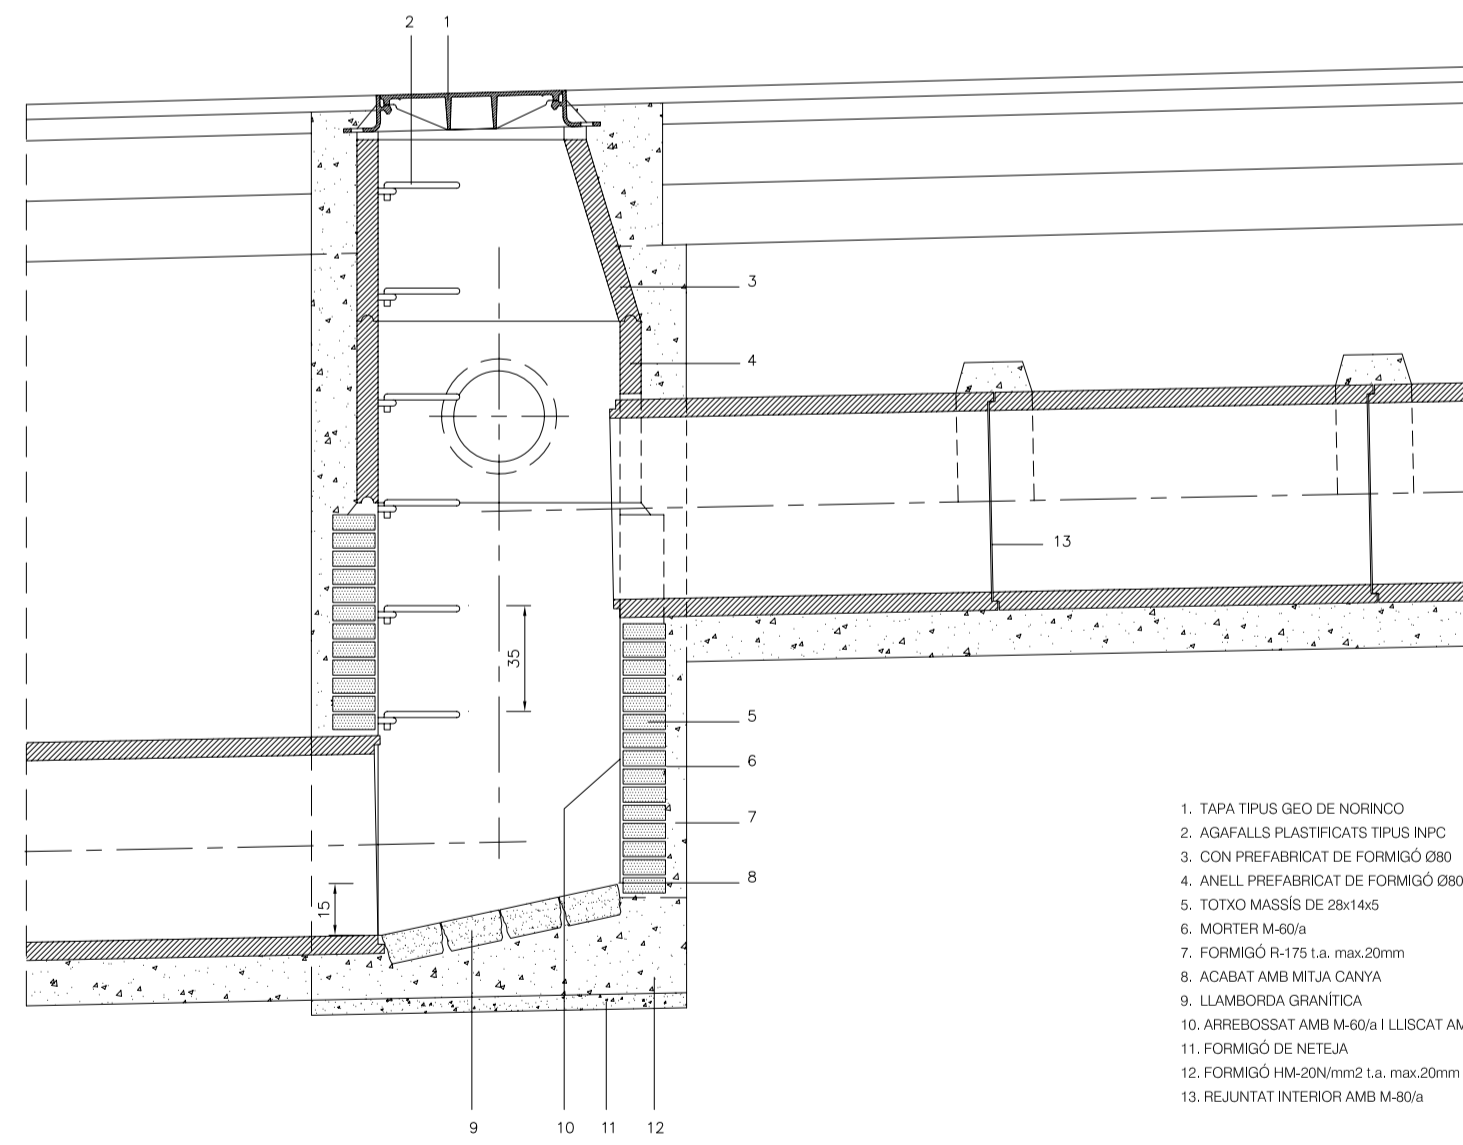 2 1
3
4
13
35
5
6
7
8
15
9 10 11 12
1. TAPA TIPUS GEO DE NORINCO
2. AGAFALLS PLASTIFICATS TIPUS INPC
3. CON PREFABRICAT DE FORMIGÓ Ø80
4. ANELL PREFABRICAT DE FORMIGÓ Ø80
5. TOTXO MASSÍS DE 28x14x5
6. MORTER M-60/a
7. FORMIGÓ R-175 t.a. max.20mm
8. ACABAT AMB MITJA CANYA
9. LLAMBORDA GRANÍTICA
10. ARREBOSSAT AMB M-60/a I LLISCAT
11. FORMIGÓ DE NETEJA
12. FORMIGÓ HM-20N/mm2 t.a. max.20mm
13. REJUNTAT INTERIOR AMB M-80/a